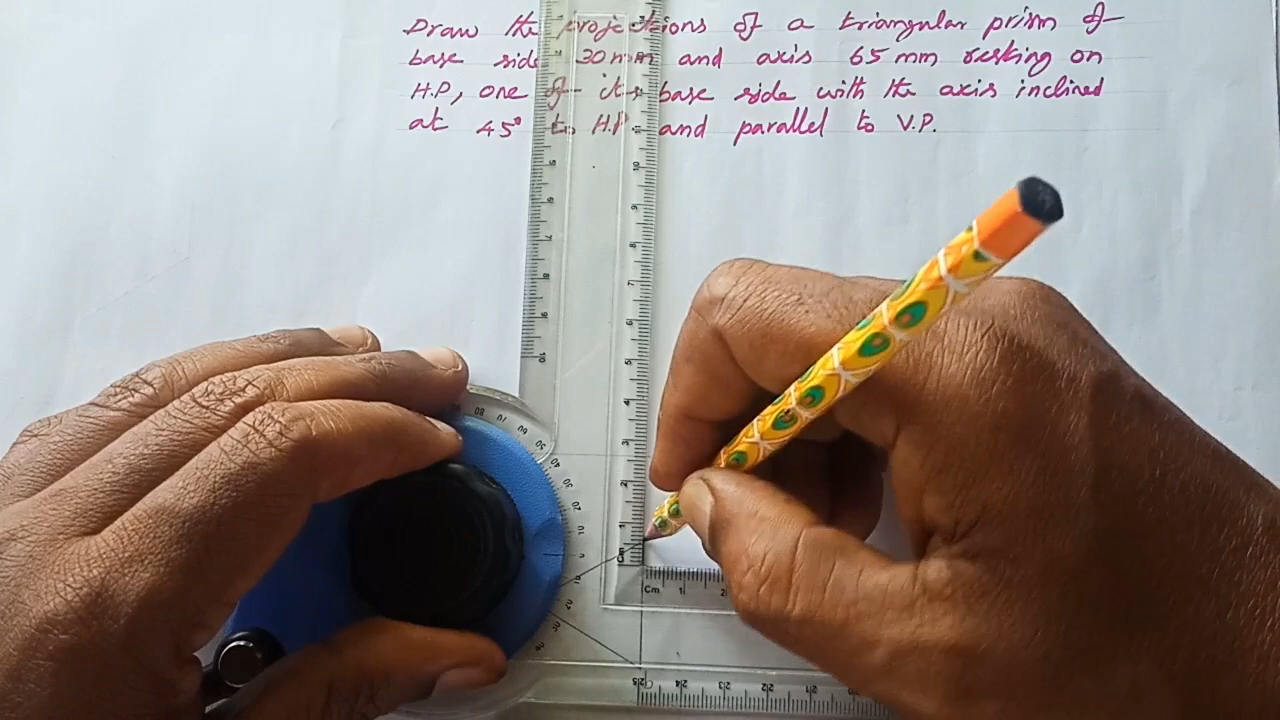 Draw the projections of a triangular prism of
base side 30 mm and axis 65 mm resking on
H.P, one of its base side with the axis inclined
at 45° to H.P and parallel to V.P.